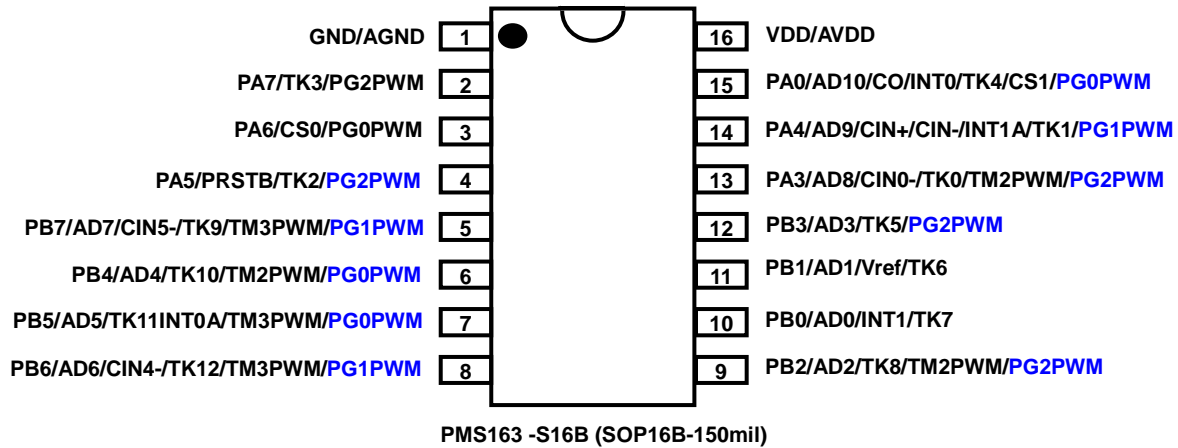 GND/AGND 1 16 VDD/AVDD
PA7/TK3/PG2PWM 2 15 PA0/AD10/CO/INT0/TK4/CS1/PG0PWM
PA6/CS0/PG0PWM 3 14 PA4/AD9/CIN+/CIN-/INT1A/TK1/PG1PWM
PA5/PRSTB/TK2/PG2PWM 4 13 PA3/AD8/CIN0-/TK0/TM2PWM/PG2PWM
PB7/AD7/CIN5-/TK9/TM3PWM/PG1PWM 5 12 PB3/AD3/TK5/PG2PWM
PB4/AD4/TK10/TM2PWM/PG0PWM 6 11 PB1/AD1/Vref/TK6
PB5/AD5/TK11INT0A/TM3PWM/PG0PWM 7 10 PB0/AD0/INT1/TK7
PB6/AD6/CIN4-/TK12/TM3PWM/PG1PWM 8 9 PB2/AD2/TK8/TM2PWM/PG2PWM
PMS163 -S16B (SOP16B-150mil)